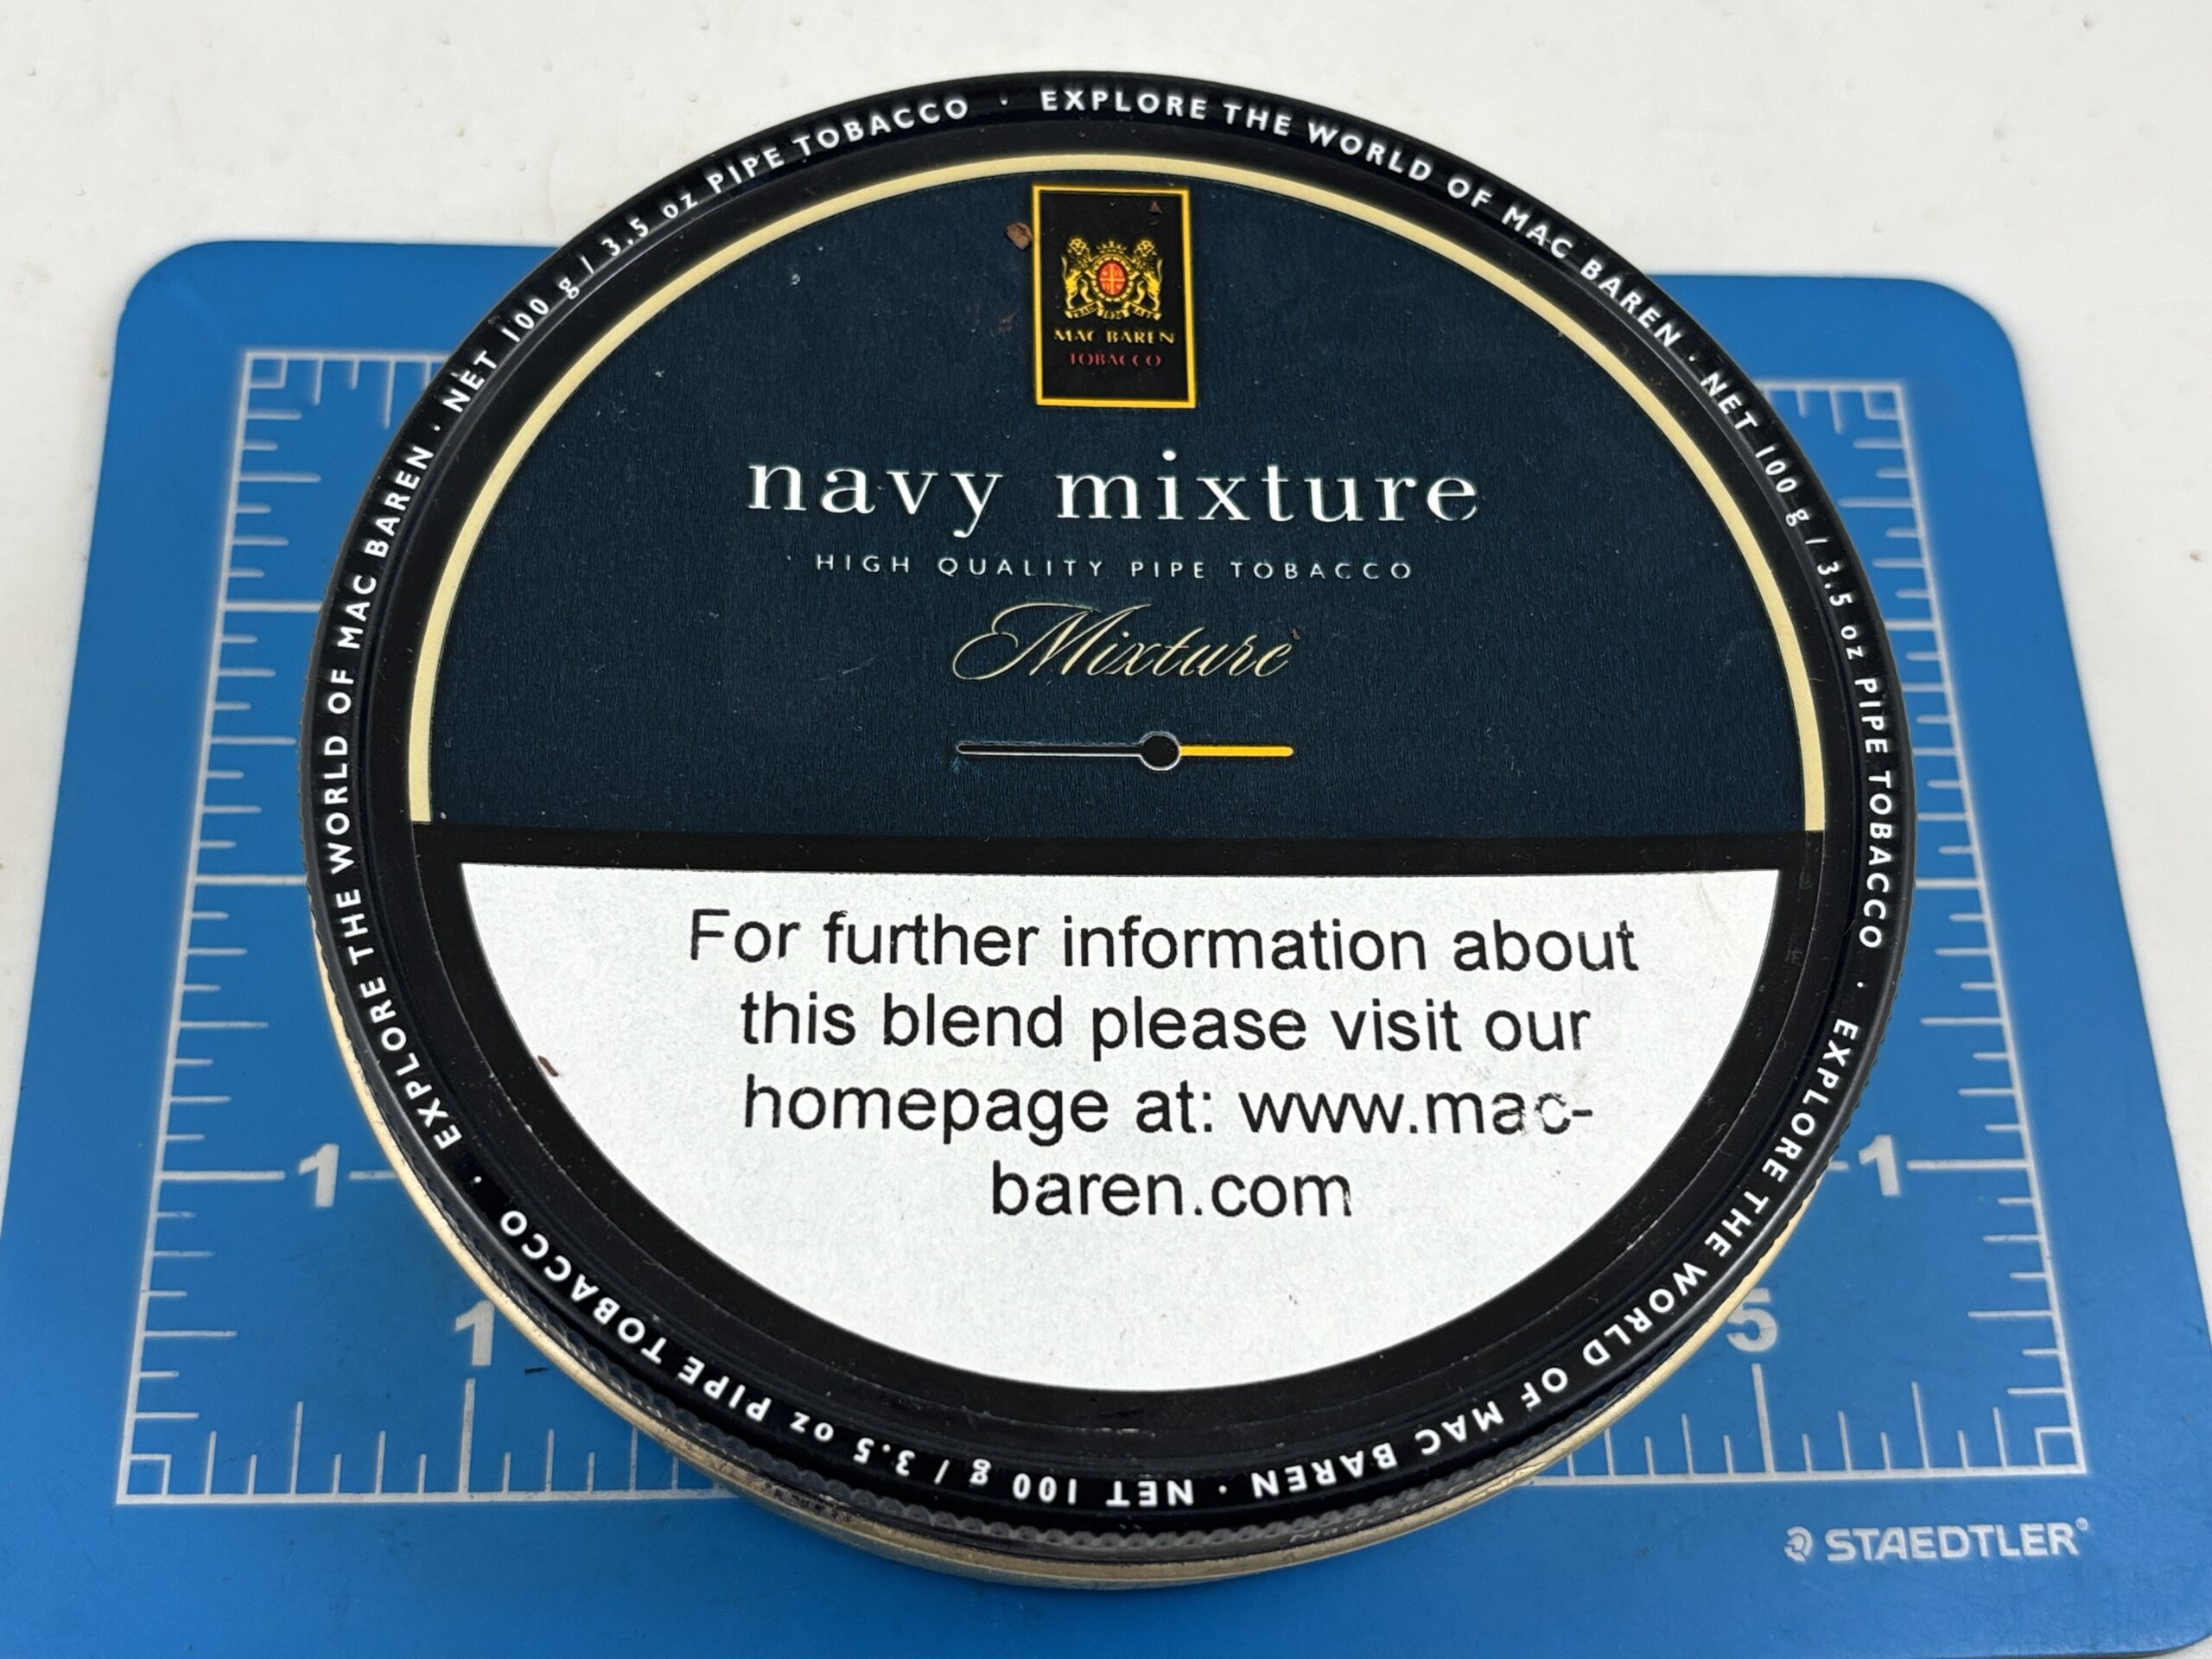 EXPLORE THE WORLD OF MAC BAREN · NET 100 g / 3.5 oz PIPE TOBACCO ·
EXPLORE THE WORLD OF MAC BAREN · NET 100 g / 3.5 oz PIPE TOBACCO ·
EXPLORE THE WORLD OF MAC BAREN · NET 100 g / 3.5 oz PIPE TOBACCO ·
MAC BAREN
TOBACCO
navy mixture
HIGH QUALITY PIPE TOBACCO
Mixture
For further information about
this blend please visit our
homepage at: www.mac-
baren.com
1
1
1
5
STAEDTLER®